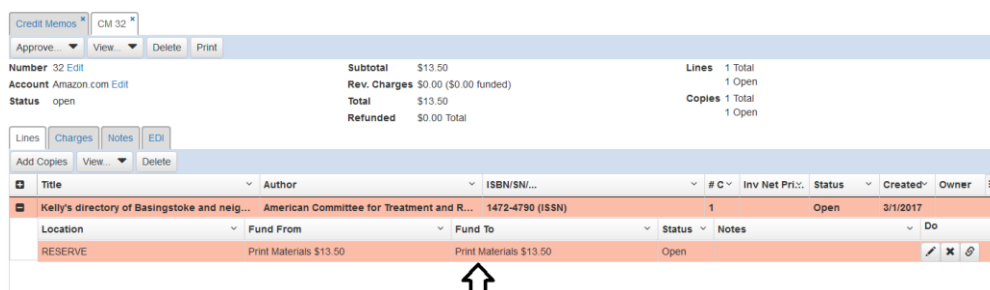 Credit Memos × CM 32 ×
Approve... View... Delete Print
Number 32 Edit Subtotal $13.50 Lines 1 Total
Account Amazon.com Edit Rev. Charges $0.00 ($0.00 funded) 1 Open
Status open Total $13.50 Copies 1 Total
Refunded $0.00 Total 1 Open
Lines Charges Notes EDI
Add Copies View... Delete
Title Author ISBN/SN/... # C Inv Net Pri... Status Created Owner
Kelly's directory of Basingstoke and neig... American Committee for Treatment and R... 1472-4790 (ISSN) 1 Open 3/1/2017
Location Fund From Fund To Status Notes Do
RESERVE Print Materials $13.50 Print Materials $13.50 Open